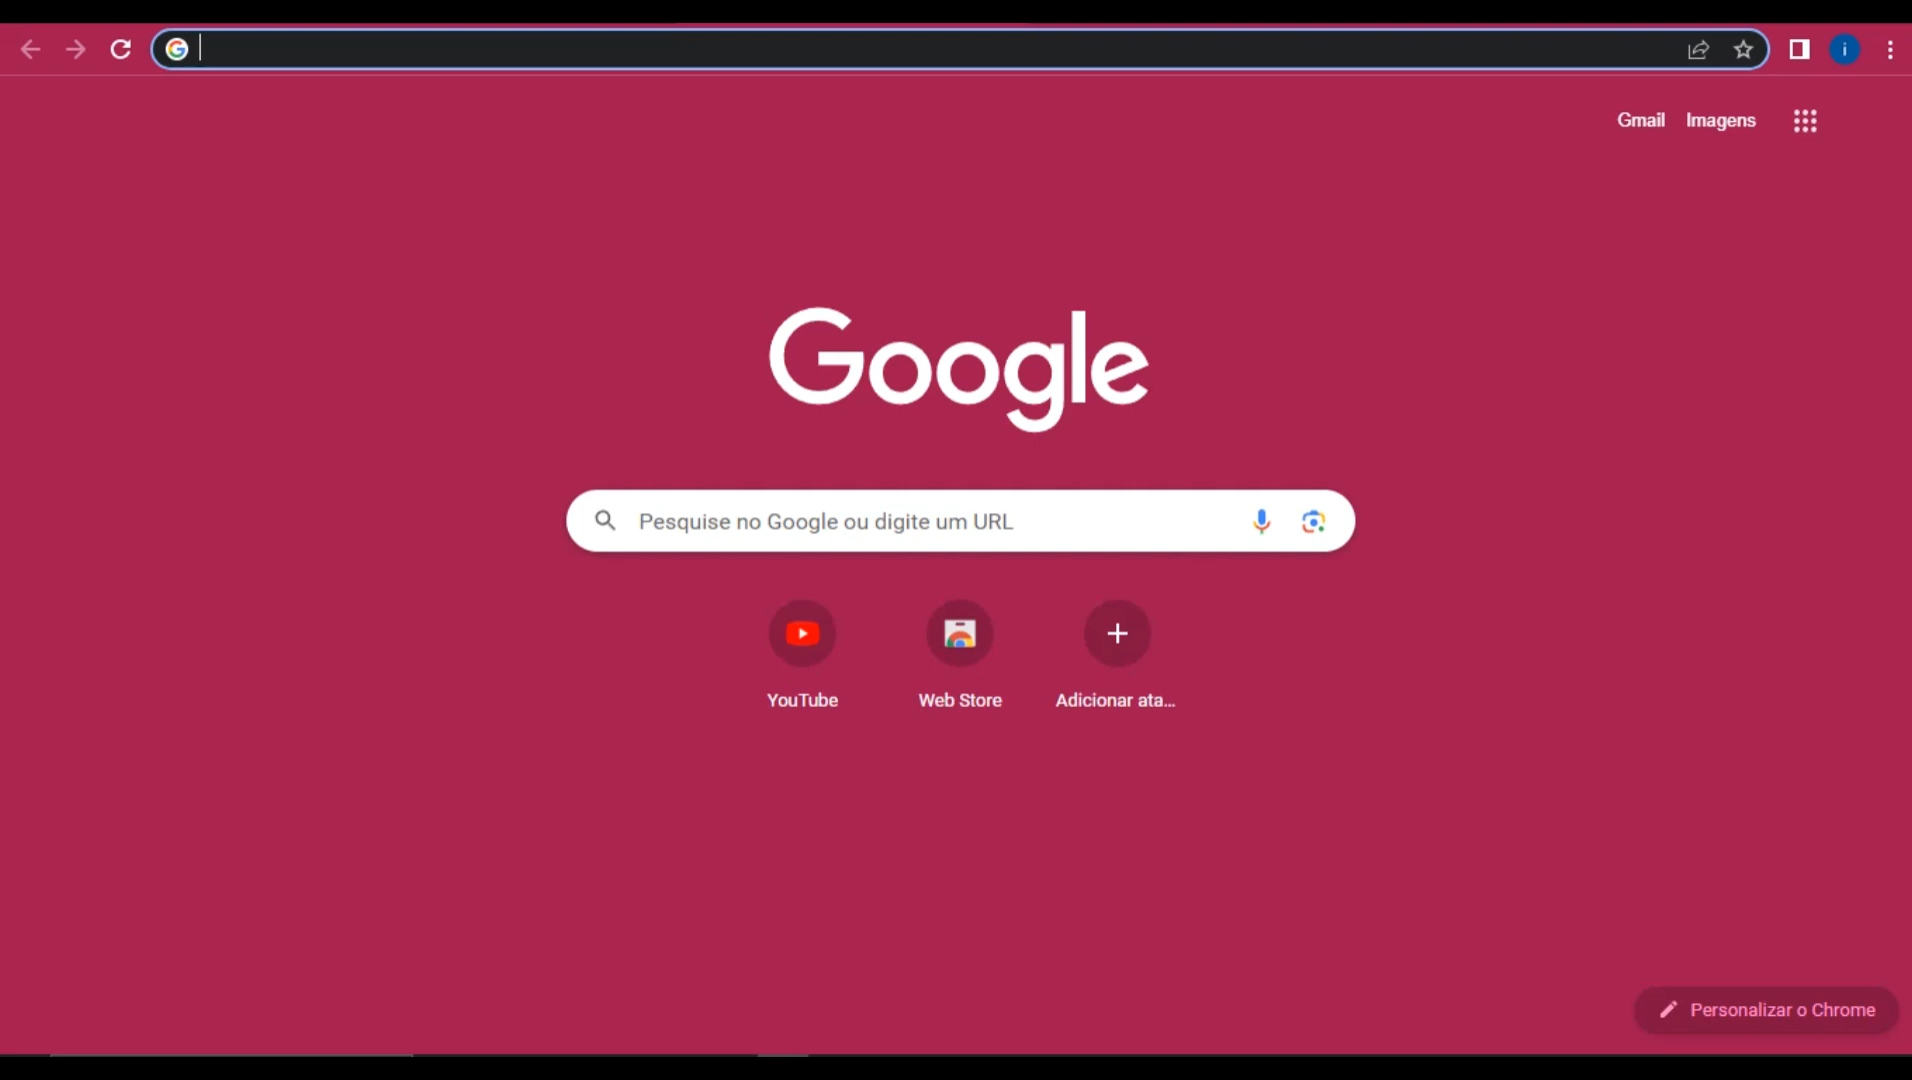 i
Gmail Imagens
Google
Pesquise no Google ou digite um URL
YouTube Web Store Adicionar ata...
Personalizar o Chrome